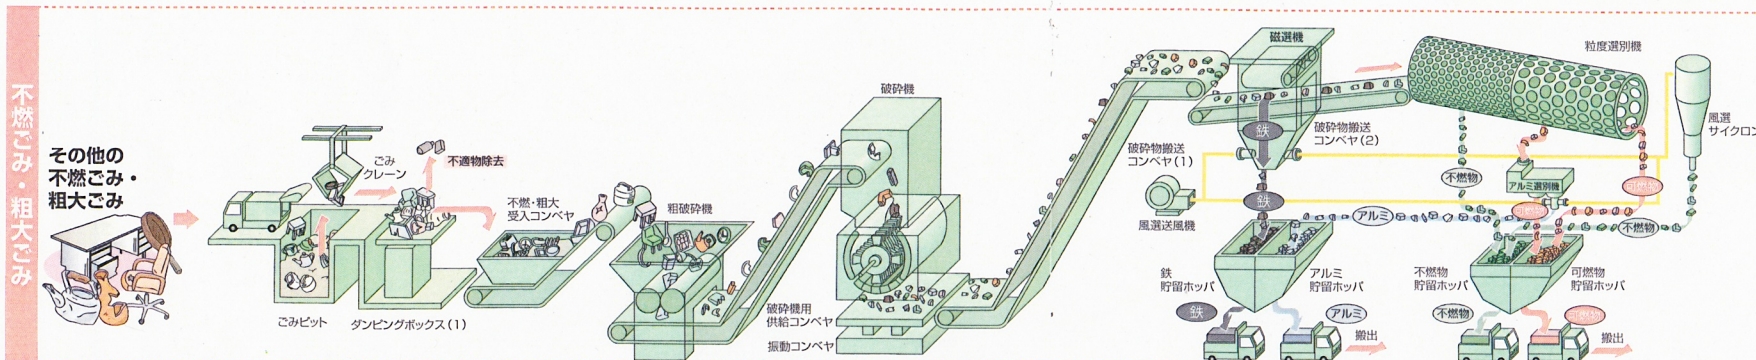 不燃ごみ・粗大ごみ
その他の
不燃ごみ・
粗大ごみ
ごみ
クレーン
不適物除去
ごみピット
ダンピングボックス(1)
不燃・粗大
受入コンベヤ
粗破砕機
破砕機
破砕機用
供給コンベヤ
振動コンベヤ
磁選機
鉄
破砕物搬送
コンベヤ(1)
破砕物搬送
コンベヤ(2)
風選送風機
鉄
アルミ
粒度選別機
風選
サイクロン
不燃物
アルミ選別機
可燃物
可燃物
不燃物
鉄
貯留ホッパ
アルミ
貯留ホッパ
不燃物
貯留ホッパ
可燃物
貯留ホッパ
鉄
アルミ
搬出
不燃物
可燃物
搬出